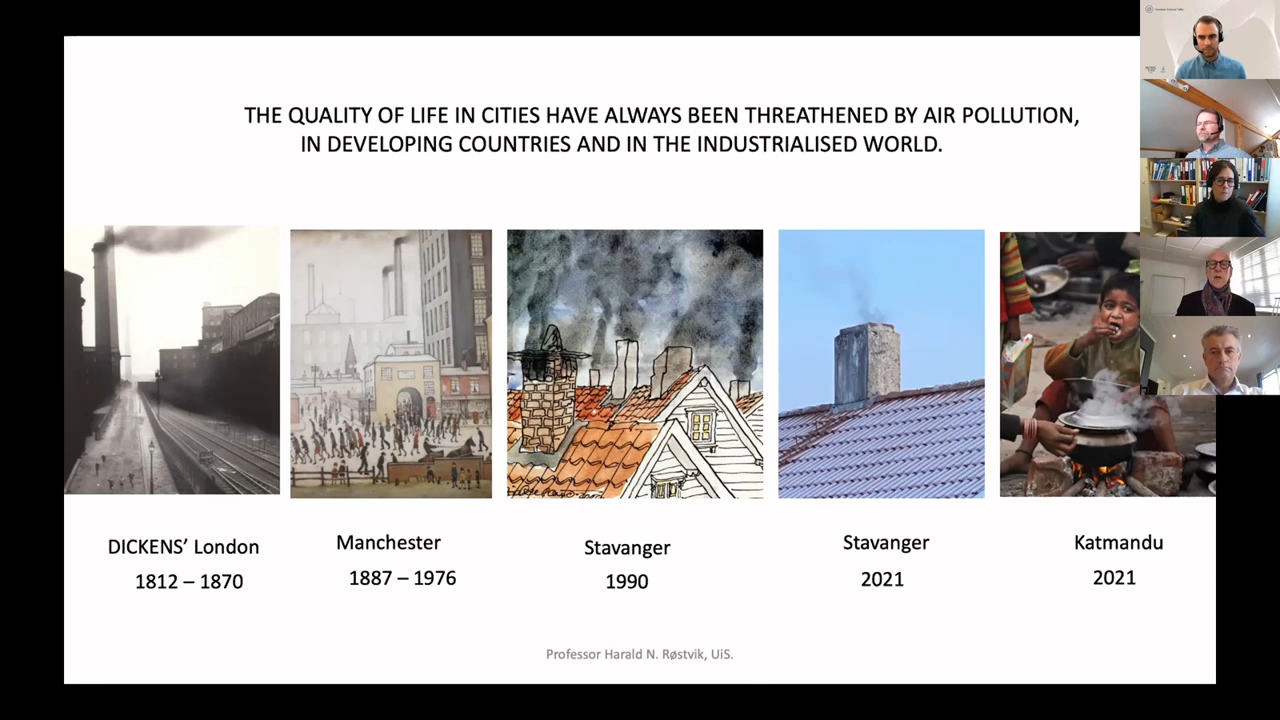 THE QUALITY OF LIFE IN CITIES HAVE ALWAYS BEEN THREATHENED BY AIR POLLUTION,
IN DEVELOPING COUNTRIES AND IN THE INDUSTRIALISED WORLD.
DICKENS’ London
1812 – 1870
Manchester
1887 – 1976
Stavanger
1990
Stavanger
2021
Katmandu
2021
Professor Harald N. Røstvik, UiS.